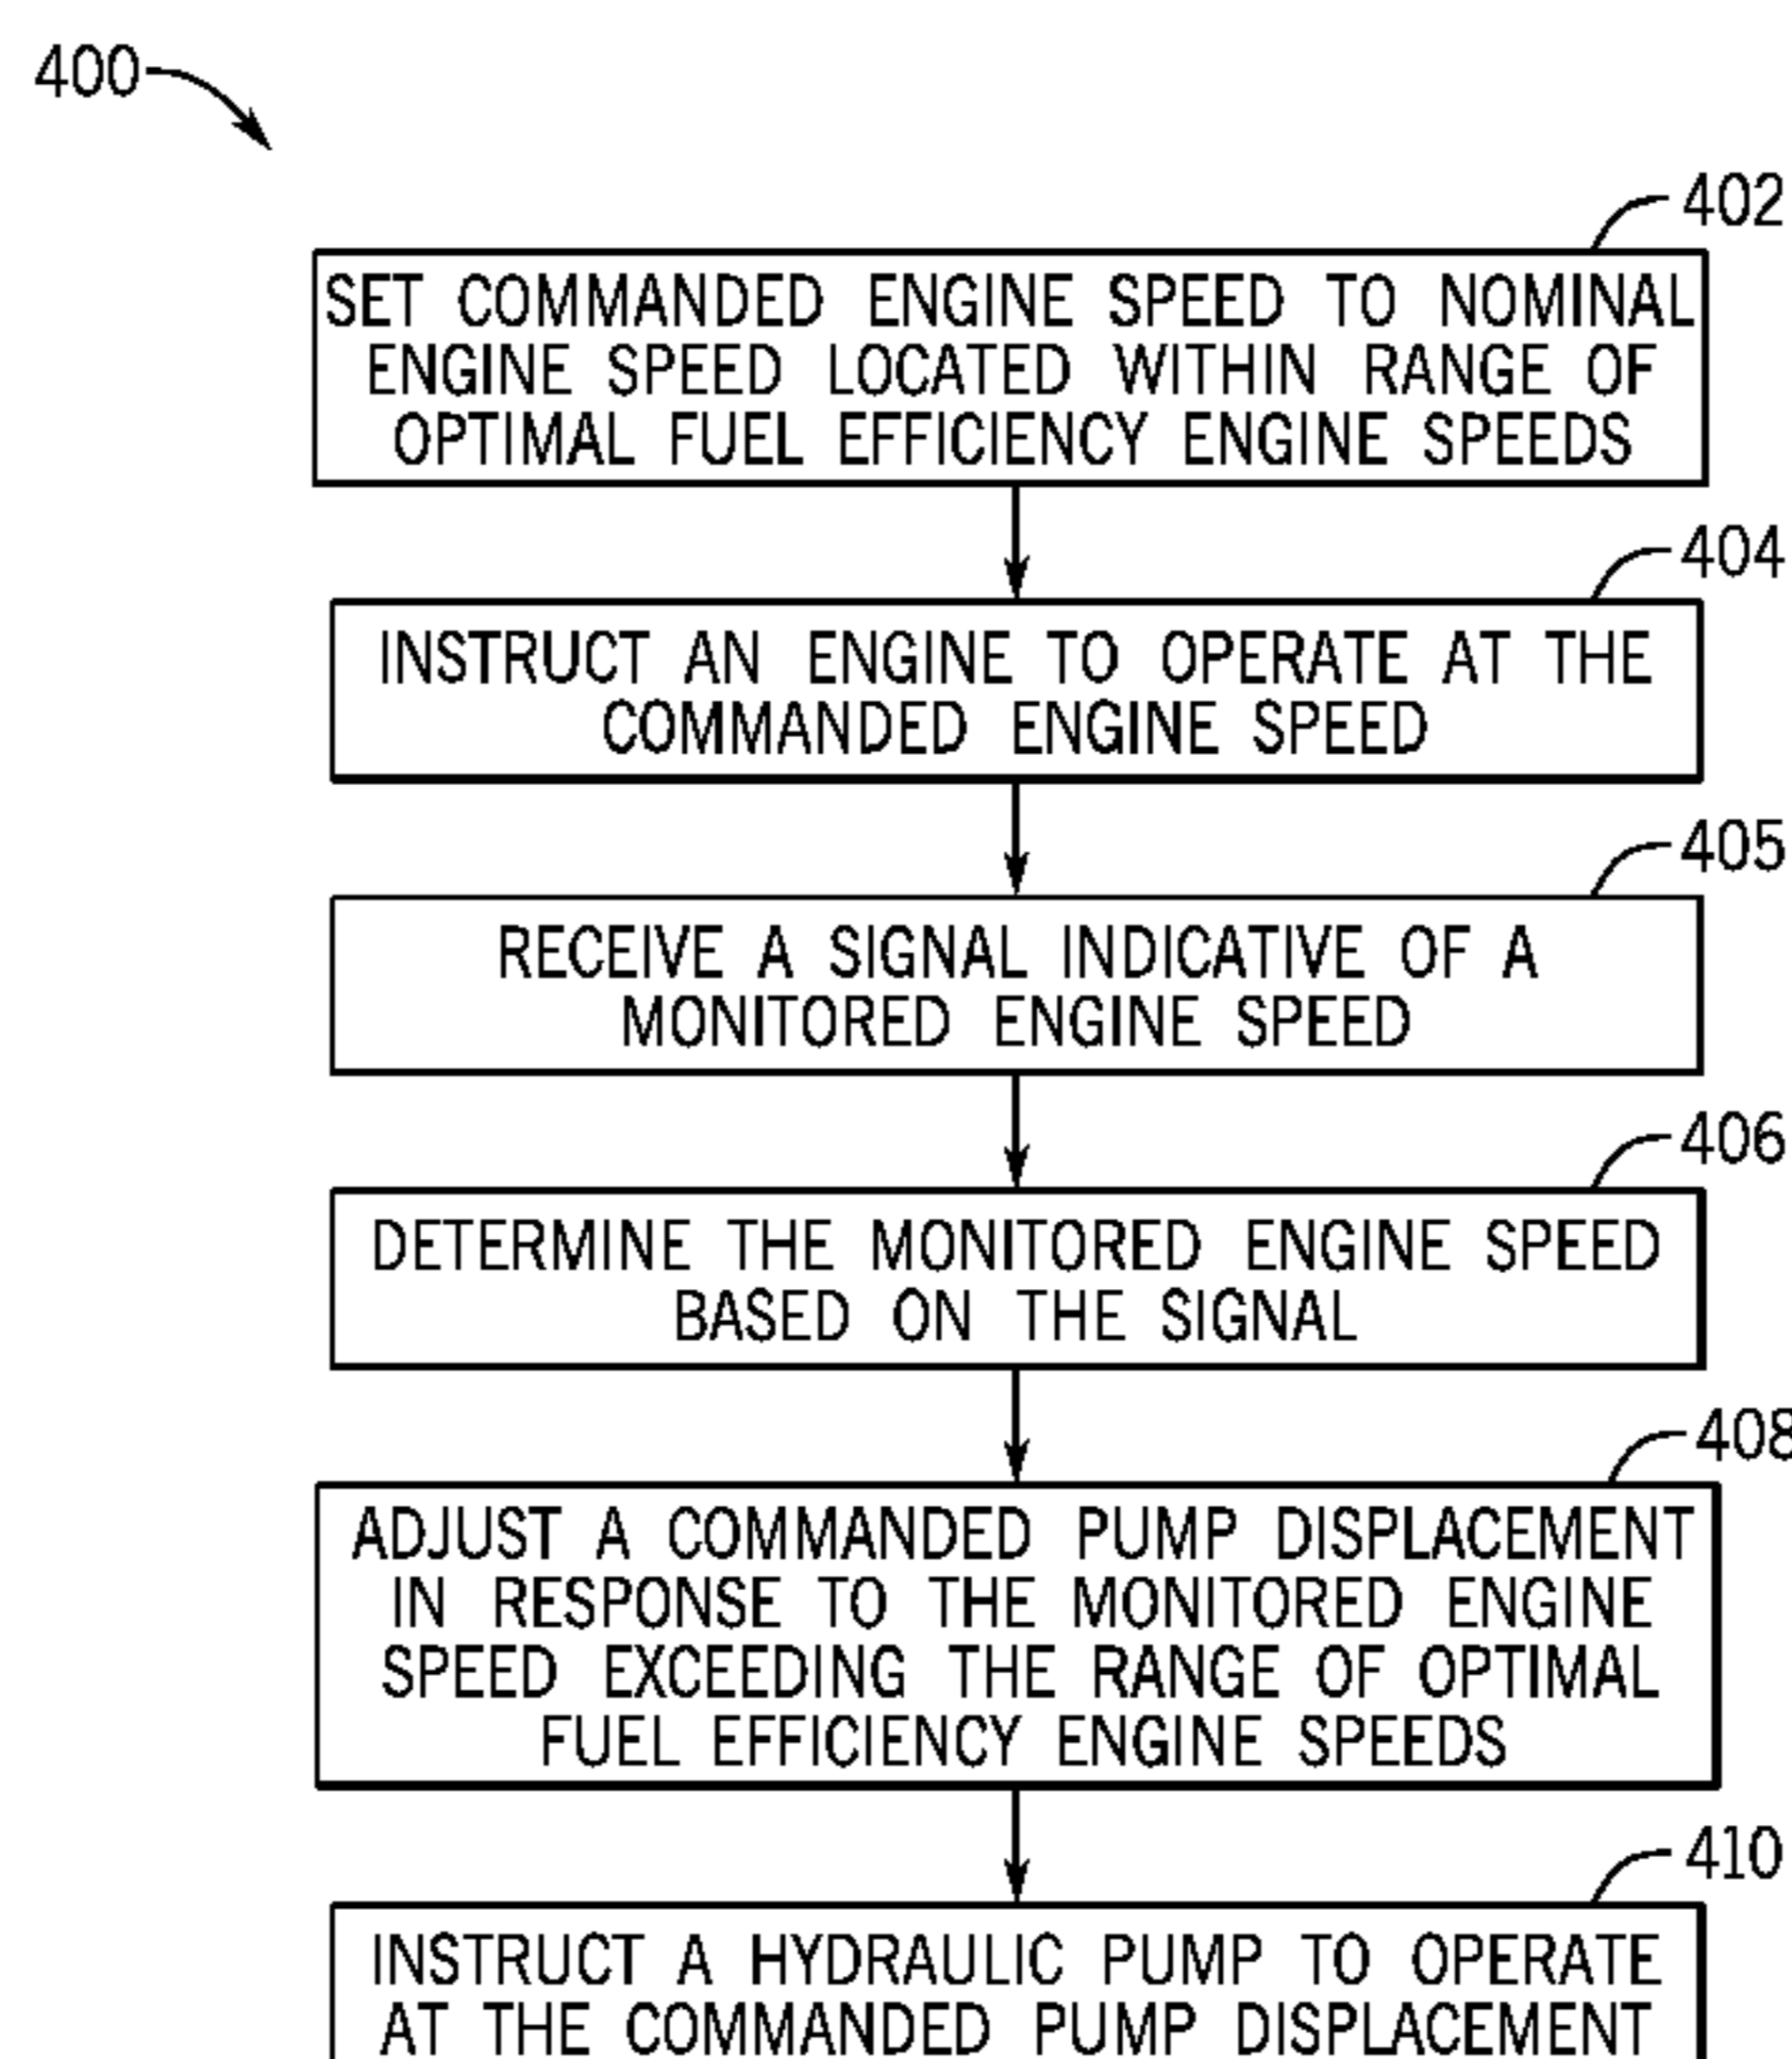 400
402
SET COMMANDED ENGINE SPEED TO NOMINAL
ENGINE SPEED LOCATED WITHIN RANGE OF
OPTIMAL FUEL EFFICIENCY ENGINE SPEEDS
404
INSTRUCT AN ENGINE TO OPERATE AT THE
COMMANDED ENGINE SPEED
405
RECEIVE A SIGNAL INDICATIVE OF A
MONITORED ENGINE SPEED
406
DETERMINE THE MONITORED ENGINE SPEED
BASED ON THE SIGNAL
408
ADJUST A COMMANDED PUMP DISPLACEMENT
IN RESPONSE TO THE MONITORED ENGINE
SPEED EXCEEDING THE RANGE OF OPTIMAL
FUEL EFFICIENCY ENGINE SPEEDS
410
INSTRUCT A HYDRAULIC PUMP TO OPERATE
AT THE COMMANDED PUMP DISPLACEMENT